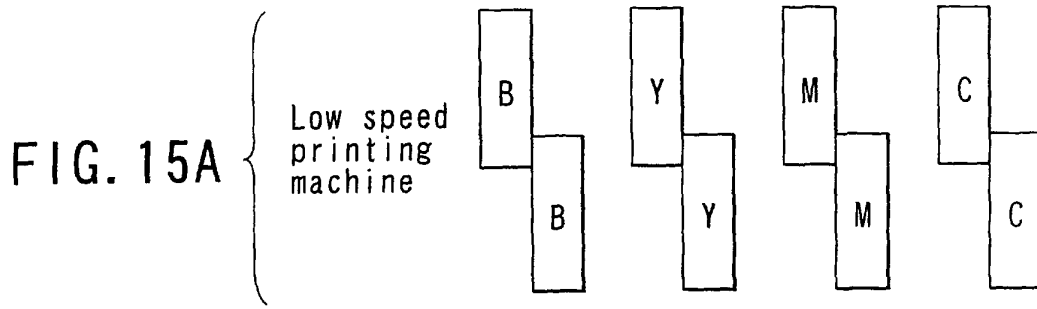 FIG. 15A
Low speed
printing
machine
B Y M C
B Y M C